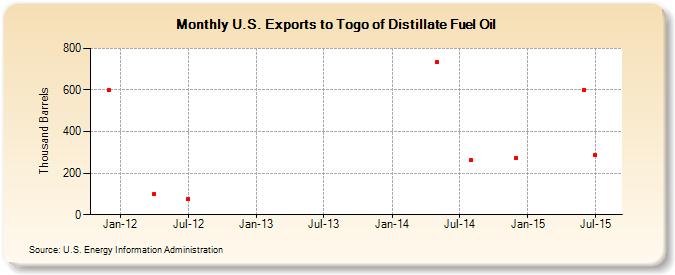 Monthly U.S. Exports to Togo of Distillate Fuel Oil
Thousand Barrels
800
600
400
200
0
Jan-12 Jul-12 Jan-13 Jul-13 Jan-14 Jul-14 Jan-15 Jul-15
Source: U.S. Energy Information Administration